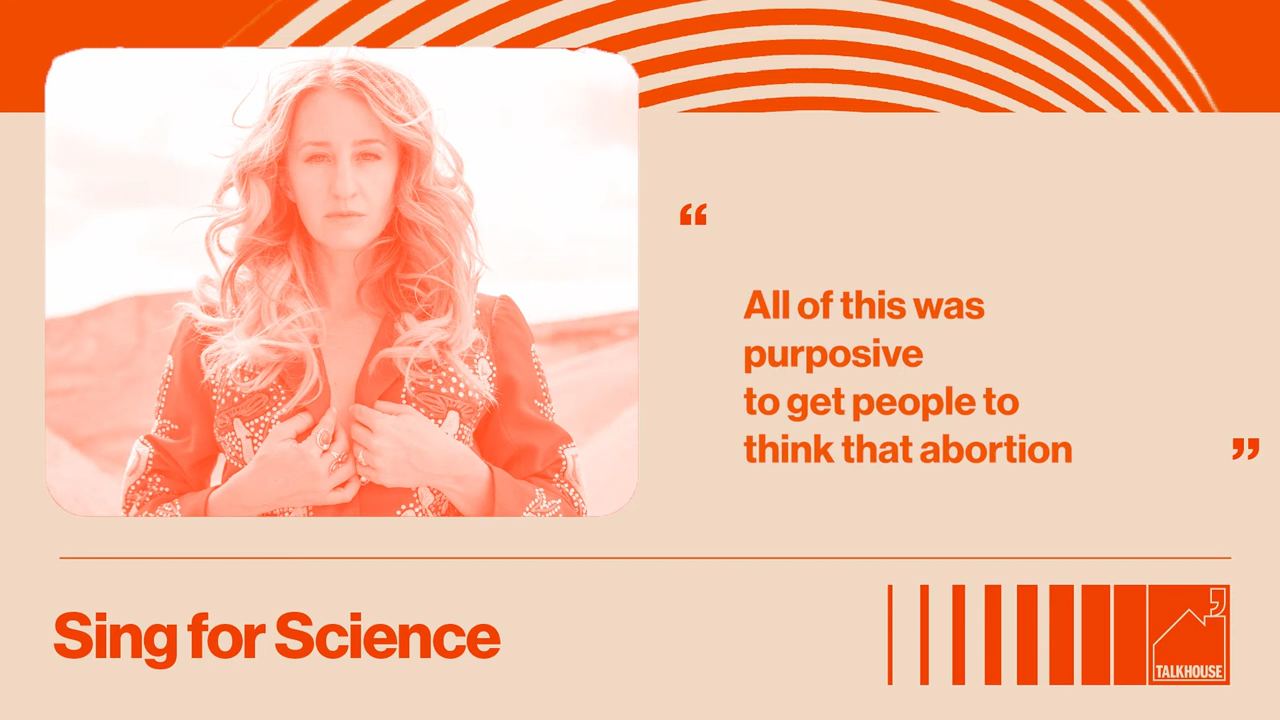 “
All of this was
purposive
to get people to
think that abortion
”
Sing for Science
TALKHOUSE